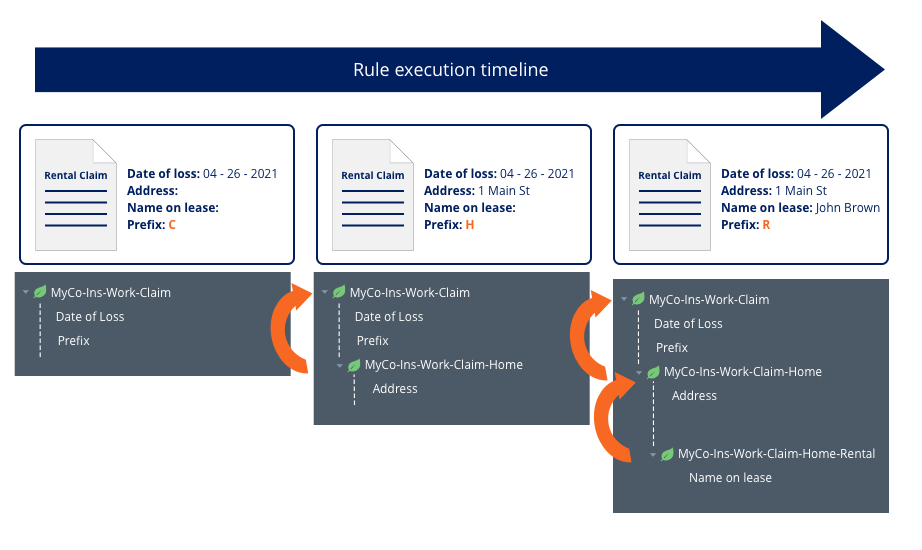 Rule execution timeline
Rental Claim
Date of loss: 04 - 26 - 2021
Address:
Name on lease:
Prefix: C
Rental Claim
Date of loss: 04 - 26 - 2021
Address: 1 Main St
Name on lease:
Prefix: H
Rental Claim
Date of loss: 04 - 26 - 2021
Address: 1 Main St
Name on lease: John Brown
Prefix: R
MyCo-Ins-Work-Claim
Date of Loss
Prefix
MyCo-Ins-Work-Claim
Date of Loss
Prefix
MyCo-Ins-Work-Claim-Home
Address
MyCo-Ins-Work-Claim
Date of Loss
Prefix
MyCo-Ins-Work-Claim-Home
Address
MyCo-Ins-Work-Claim-Home-Rental
Name on lease